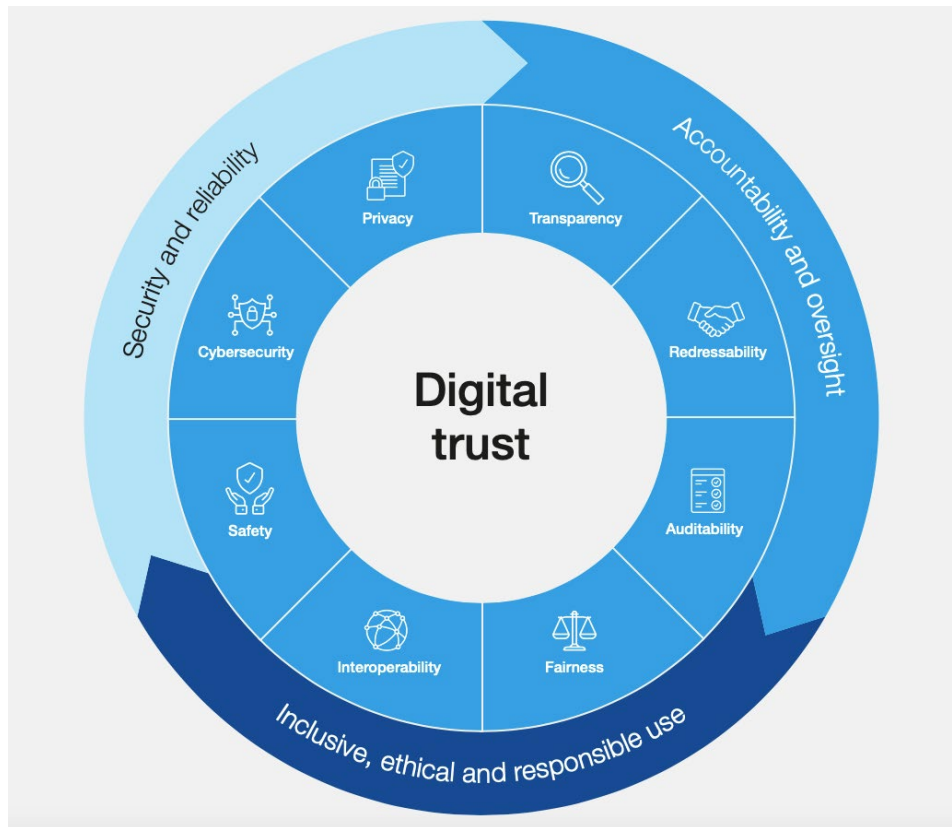 Digital
trust
Security and reliability
Accountability and oversight
Inclusive, ethical and responsible use
Privacy
Transparency
Redressability
Auditability
Fairness
Interoperability
Safety
Cybersecurity